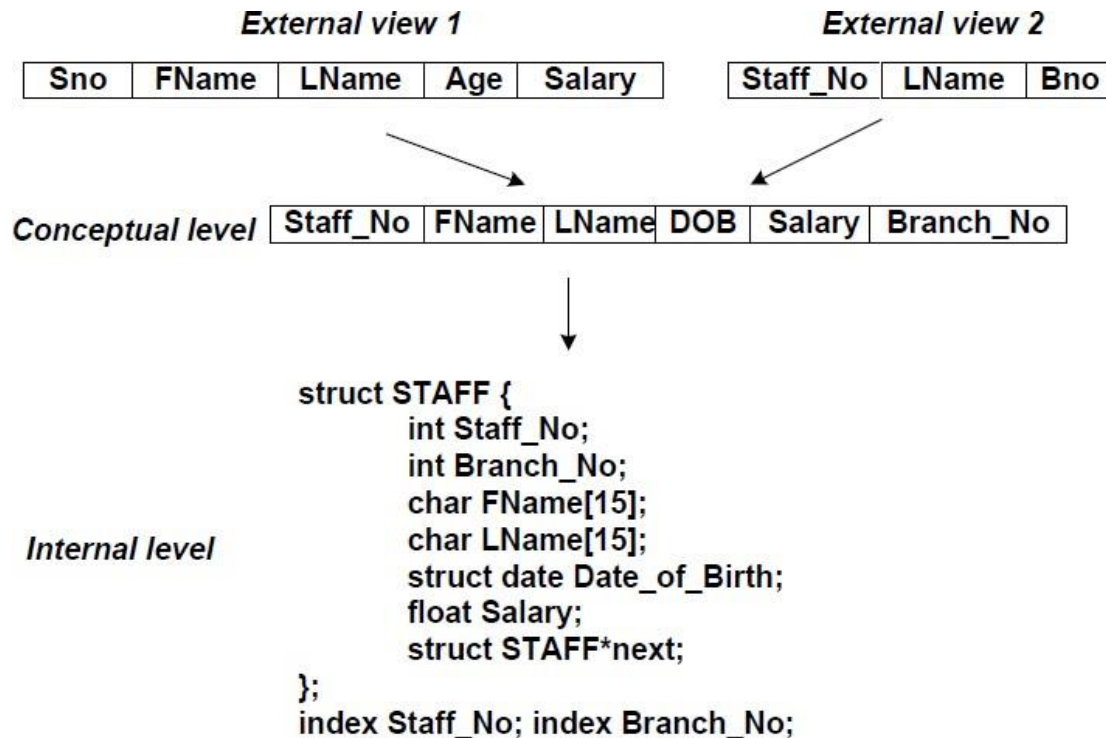 External view 1 External view 2
Sno FName LName Age Salary Staff_No LName Bno
Conceptual level Staff_No FName LName DOB Salary Branch_No
struct STAFF {
int Staff_No;
int Branch_No;
char FName[15];
char LName[15];
Internal level
struct date Date_of_Birth;
float Salary;
struct STAFF*next;
};
index Staff_No; index Branch_No;